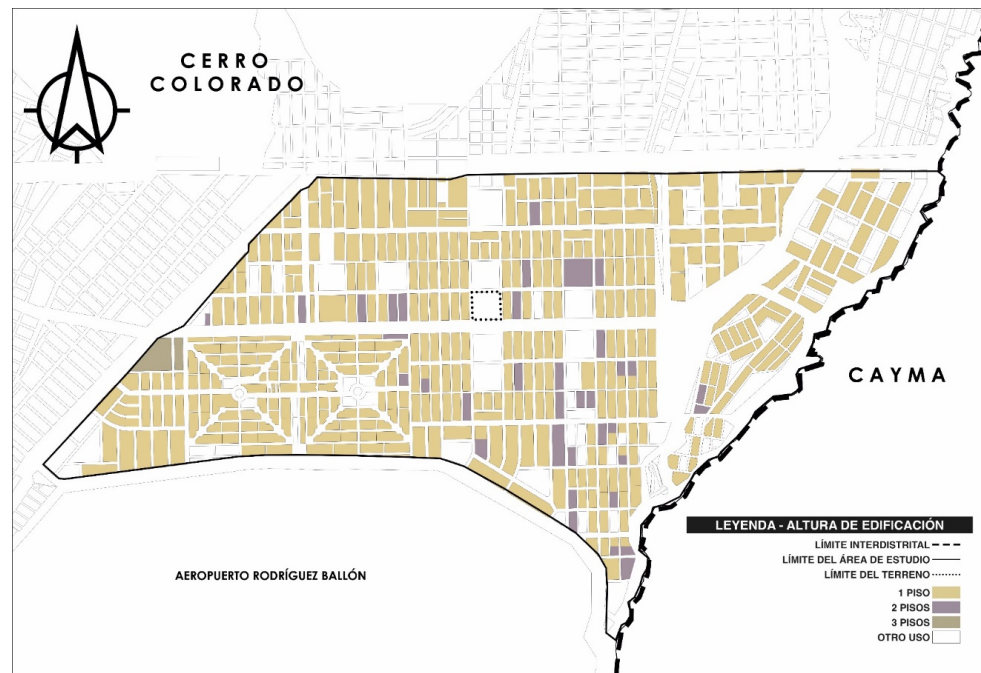 CERRO
COLORADO
CAYMA
AEROPUERTO RODRÍGUEZ BALLÓN
LEYENDA - ALTURA DE EDIFICACIÓN
LÍMITE INTERDISTRITAL
LÍMITE DEL ÁREA DE ESTUDIO
LÍMITE DEL TERRENO
1 PISO
2 PISOS
3 PISOS
OTRO USO